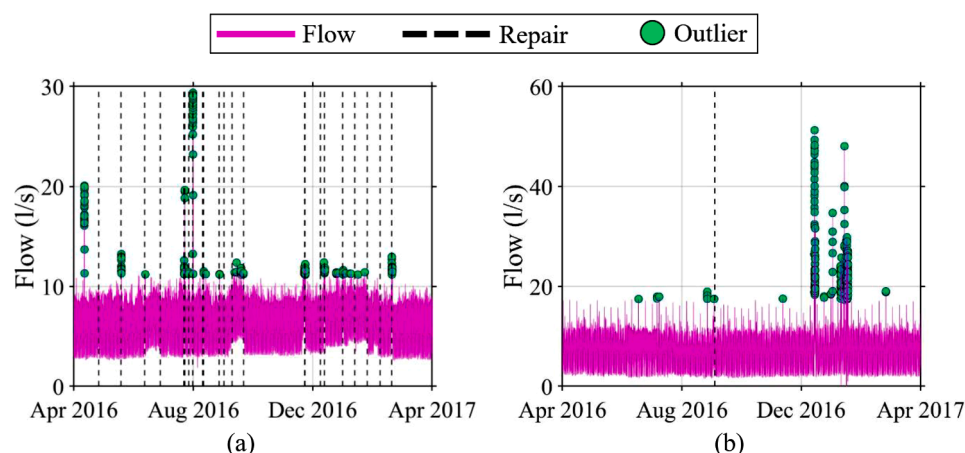 Flow Repair Outlier
30 60
Flow (l/s) 20 10 0
Flow (l/s) 40 20 0
Apr 2016 Aug 2016 Dec 2016 Apr 2017
Apr 2016 Aug 2016 Dec 2016 Apr 2017
(a) (b)